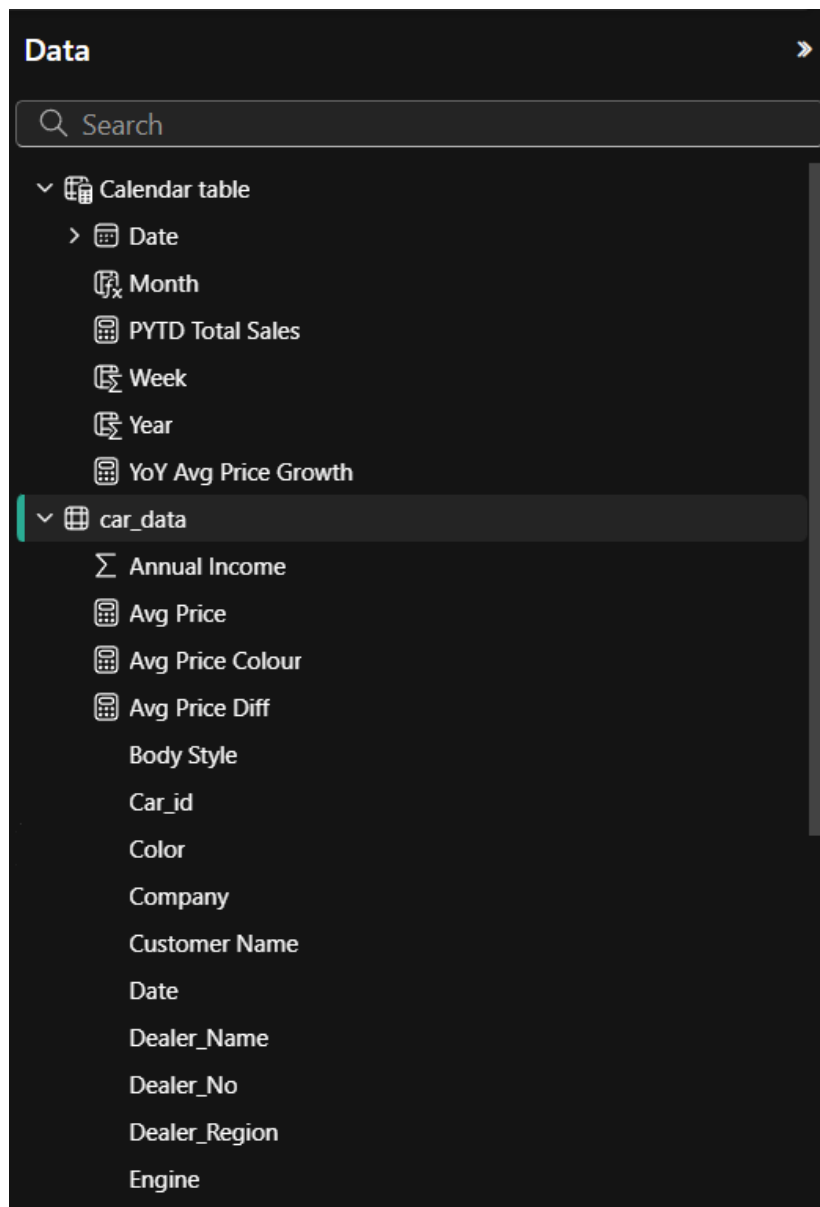 Data
Search
Calendar table
Date
Month
PYTD Total Sales
Week
Year
YoY Avg Price Growth
car_data
Annual Income
Avg Price
Avg Price Colour
Avg Price Diff
Body Style
Car_id
Color
Company
Customer Name
Date
Dealer_Name
Dealer_No
Dealer_Region
Engine